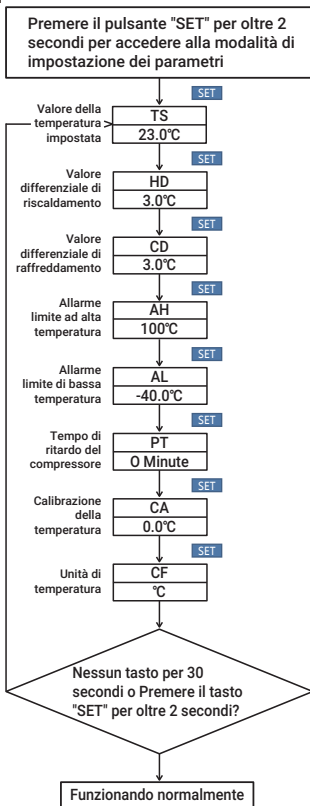 Premere il pulsante "SET" per oltre 2
secondi per accedere alla modalità di
impostazione dei parametri
SET
Valore della
temperatura
impostata
TS
23.0℃
SET
Valore
differenziale di
riscaldamento
HD
3.0℃
SET
Valore
differenziale di
raffreddamento
CD
3.0℃
SET
Allarme
limite ad alta
temperatura
AH
100℃
SET
Allarme
limite di bassa
temperatura
AL
-40.0℃
SET
Tempo di
ritardo del
compressore
PT
O Minute
SET
Calibrazione
della
temperatura
CA
0.0℃
SET
Unità di
temperatura
CF
℃
Nessun tasto per 30
secondi o Premere il tasto
"SET" per oltre 2 secondi?
Funzionando normalmente